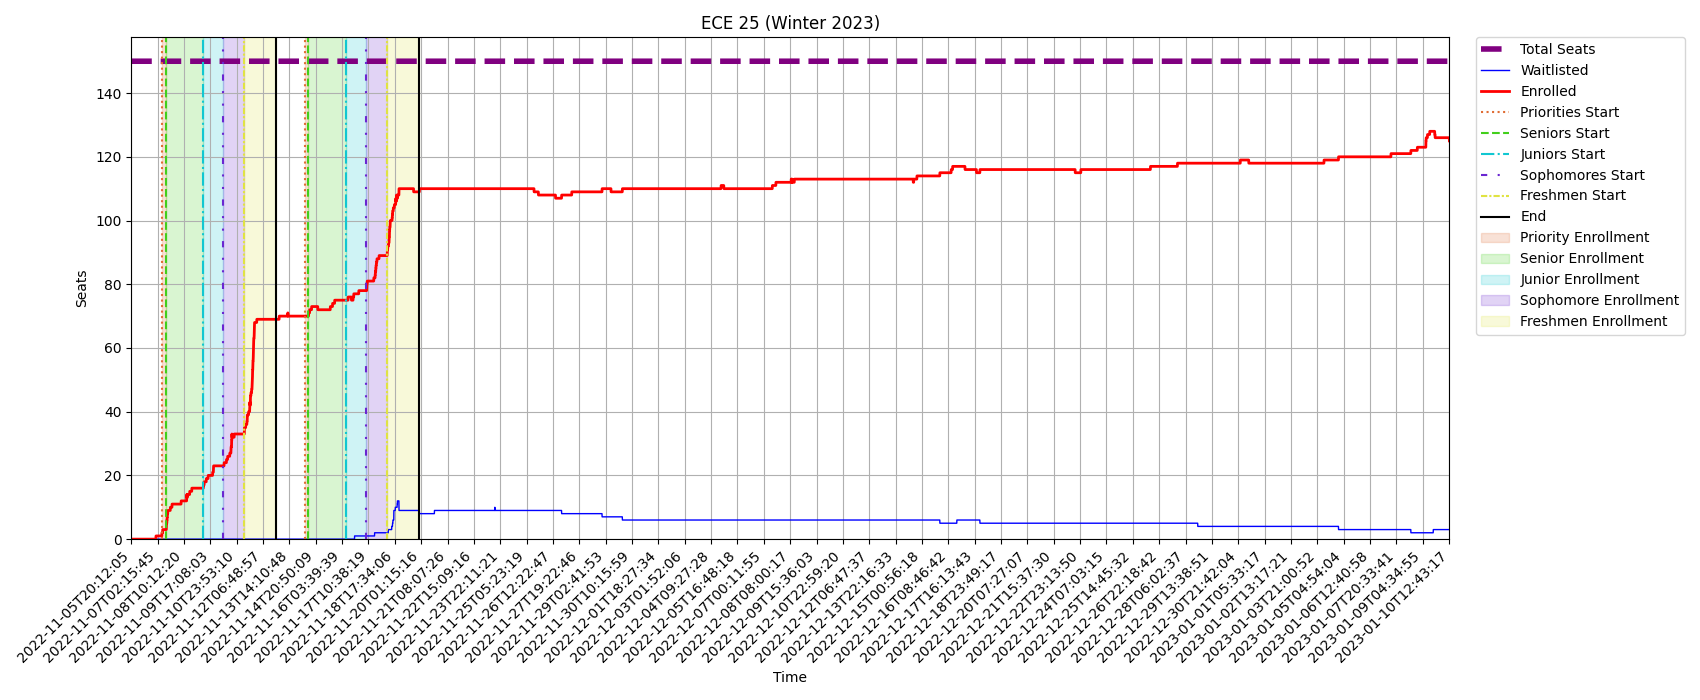 ECE 25 (Winter 2023)
Seats
140
120
100
80
60
40
20
0
2022-11-05T20:12:05
2022-11-07T02:15:45
2022-11-08T10:12:20
2022-11-09T17:08:03
2022-11-10T23:53:10
2022-11-12T06:48:57
2022-11-13T14:10:48
2022-11-14T20:50:09
2022-11-16T03:39:39
2022-11-17T10:38:19
2022-11-18T17:34:06
2022-11-20T01:15:16
2022-11-21T08:07:26
2022-11-22T15:09:16
2022-11-23T22:11:21
2022-11-25T05:23:19
2022-11-26T12:22:47
2022-11-27T19:22:46
2022-11-29T02:41:53
2022-11-30T10:15:59
2022-12-01T18:27:34
2022-12-03T01:52:06
2022-12-04T09:27:28
2022-12-05T16:48:18
2022-12-07T00:11:55
2022-12-08T08:00:17
2022-12-09T15:36:03
2022-12-10T22:59:20
2022-12-12T06:47:37
2022-12-13T22:16:33
2022-12-15T00:56:18
2022-12-16T08:46:42
2022-12-17T16:13:43
2022-12-18T23:49:17
2022-12-20T07:27:07
2022-12-21T15:37:30
2022-12-22T23:13:50
2022-12-24T07:03:15
2022-12-25T14:45:32
2022-12-26T22:18:42
2022-12-28T06:02:37
2022-12-29T13:38:51
2022-12-30T21:42:04
2023-01-01T05:33:17
2023-01-02T13:17:21
2023-01-03T21:00:52
2023-01-05T04:54:04
2023-01-06T12:40:58
2023-01-07T20:33:41
2023-01-09T04:34:55
2023-01-10T12:43:17
Time
Total Seats
Waitlisted
Enrolled
Priorities Start
Seniors Start
Juniors Start
Sophomores Start
Freshmen Start
End
Priority Enrollment
Senior Enrollment
Junior Enrollment
Sophomore Enrollment
Freshmen Enrollment